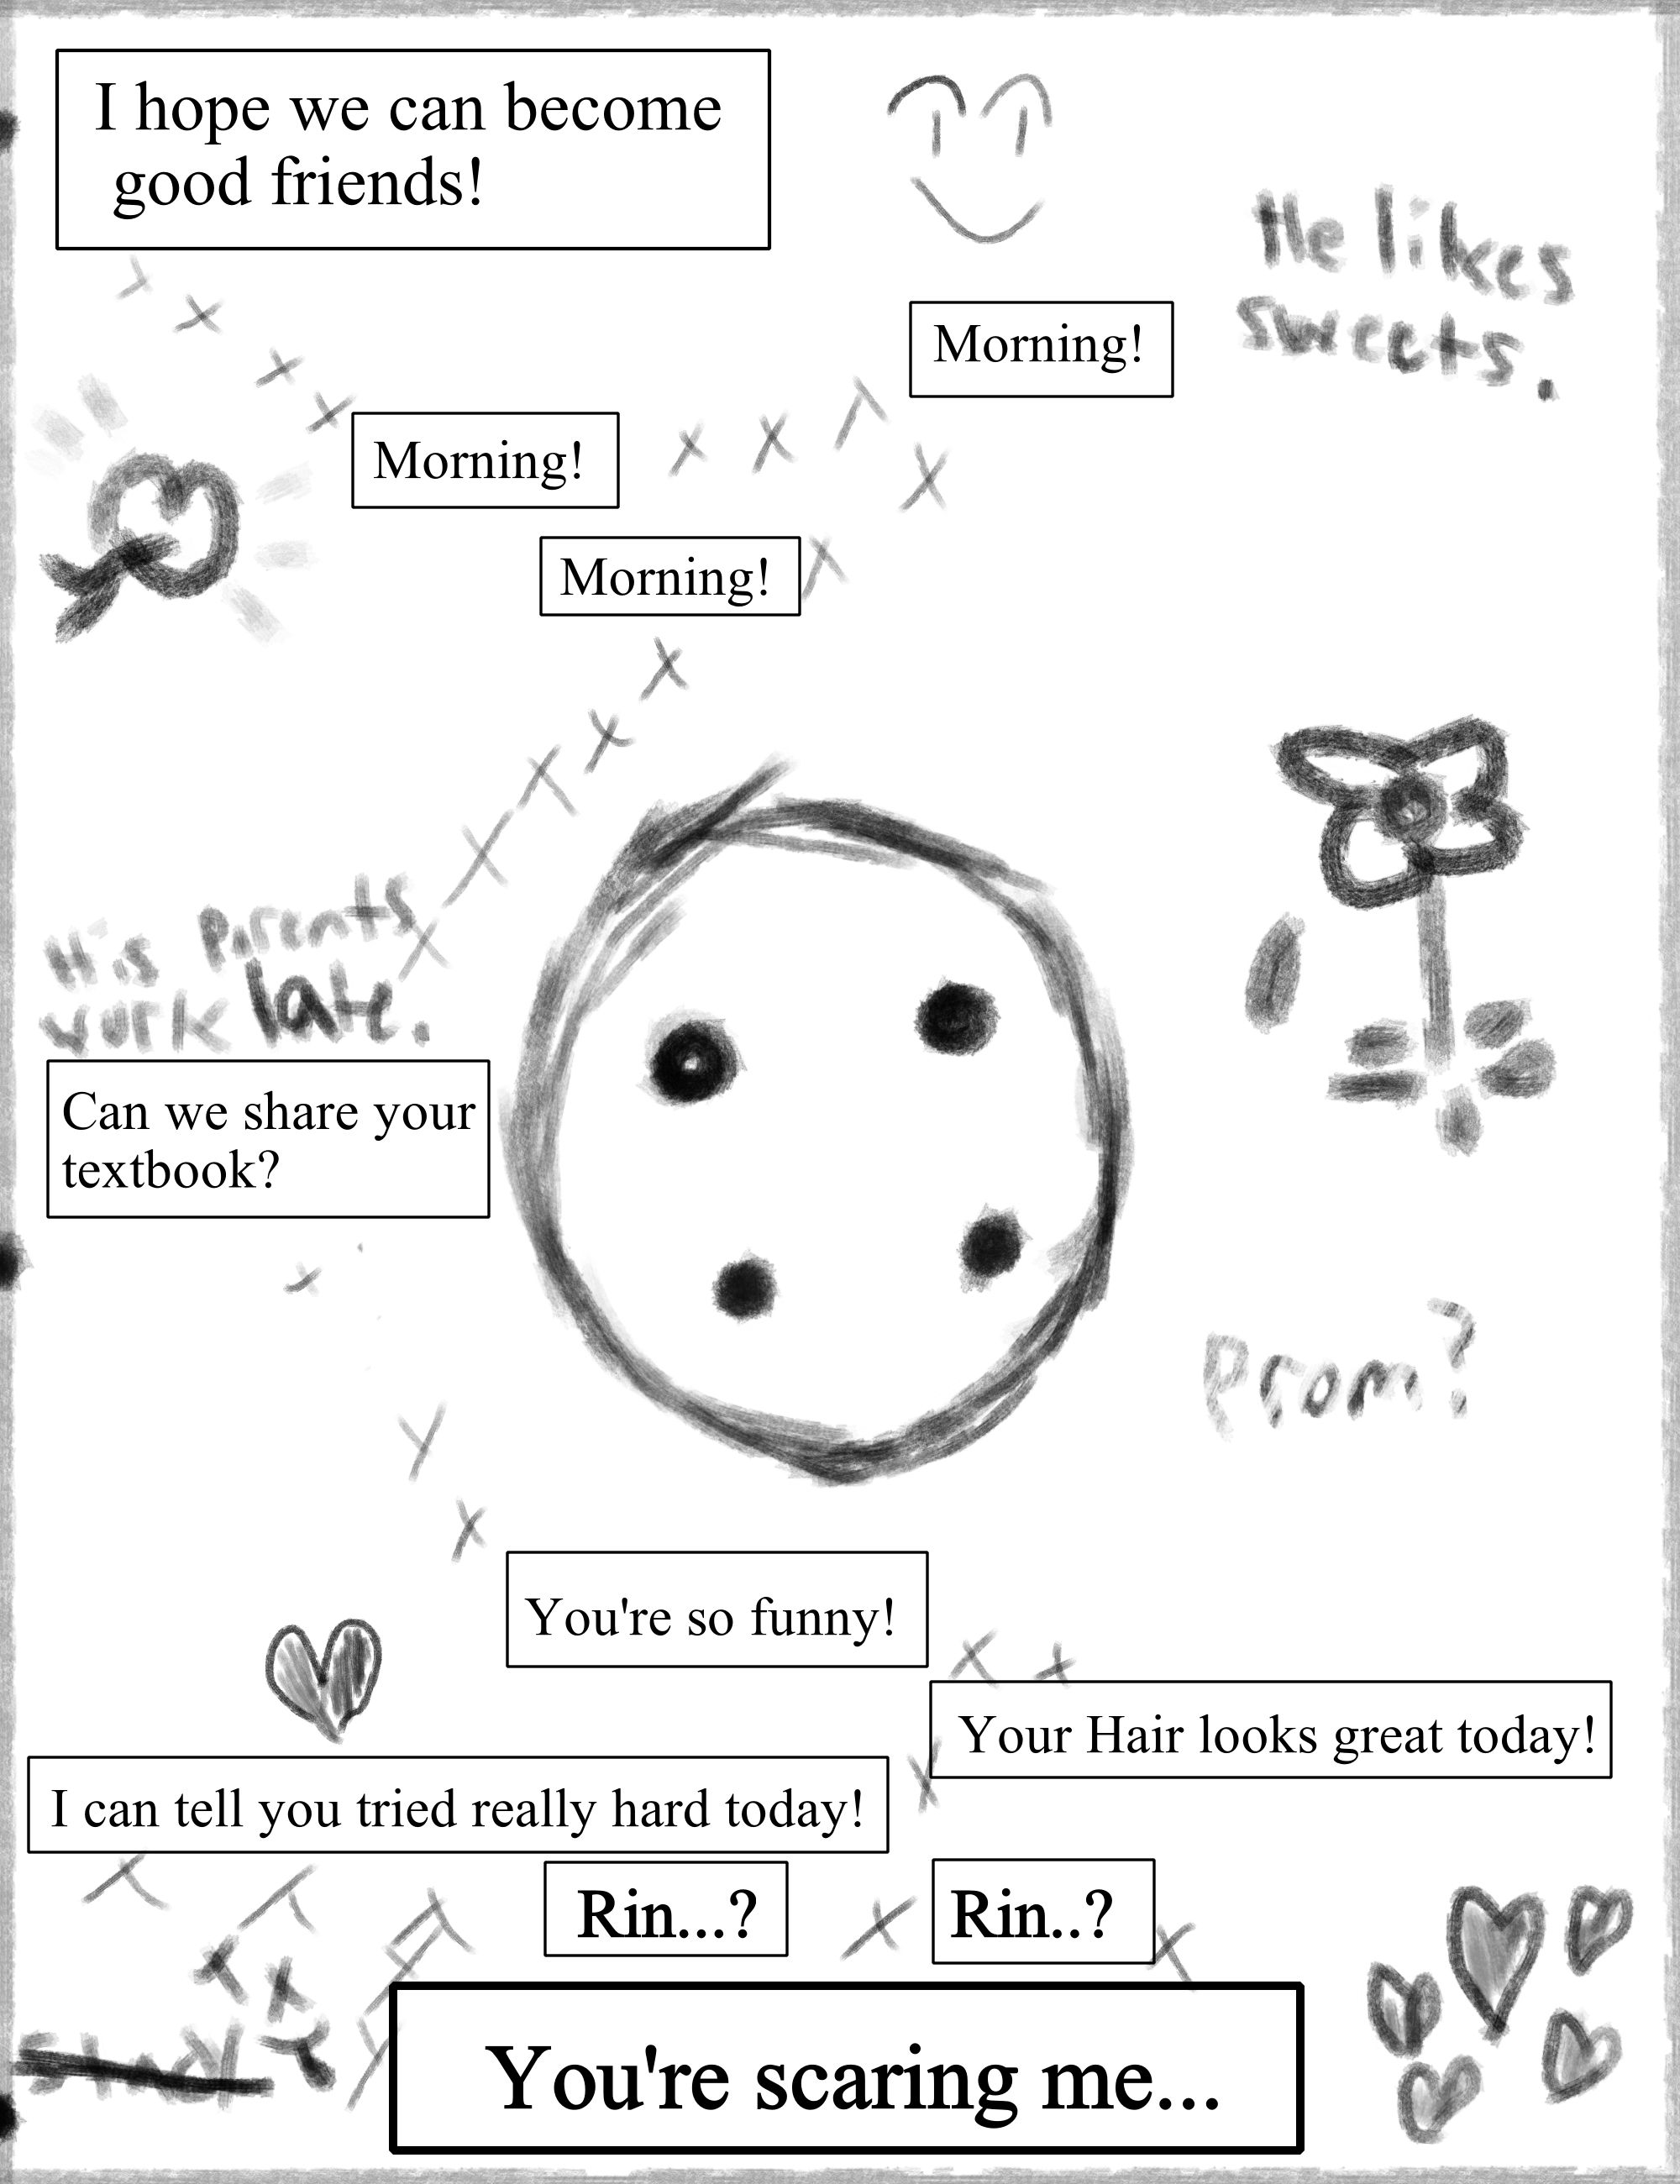 I hope we can become
good friends!
He likes
sweets.
Morning!
Morning!
Morning!
His Parents
work late.
Can we share your
textbook?
Prom?
You're so funny!
Your Hair looks great today!
I can tell you tried really hard today!
Rin...?
Rin..?
You're scaring me...